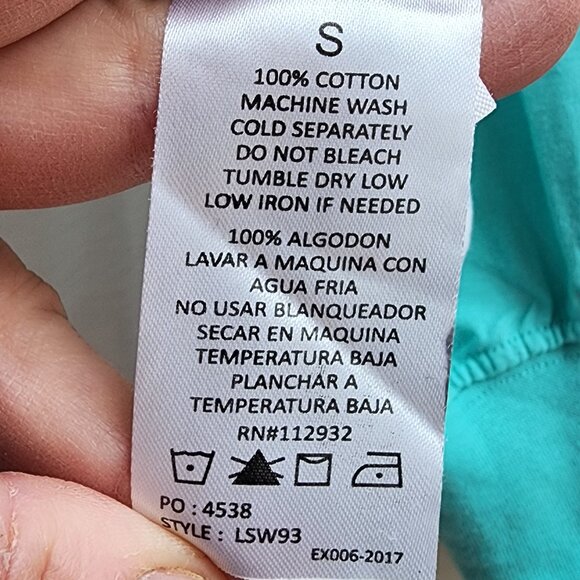 S
100% COTTON
MACHINE WASH
COLD SEPARATELY
DO NOT BLEACH
TUMBLE DRY LOW
LOW IRON IF NEEDED
100% ALGODON
LAVAR A MAQUINA CON
AGUA FRIA
NO USAR BLANQUEADOR
SECAR EN MAQUINA
TEMPERATURA BAJA
PLANCHAR A
TEMPERATURA BAJA
RN#112932
PO : 4538
STYLE : LSW93
EX006-2017